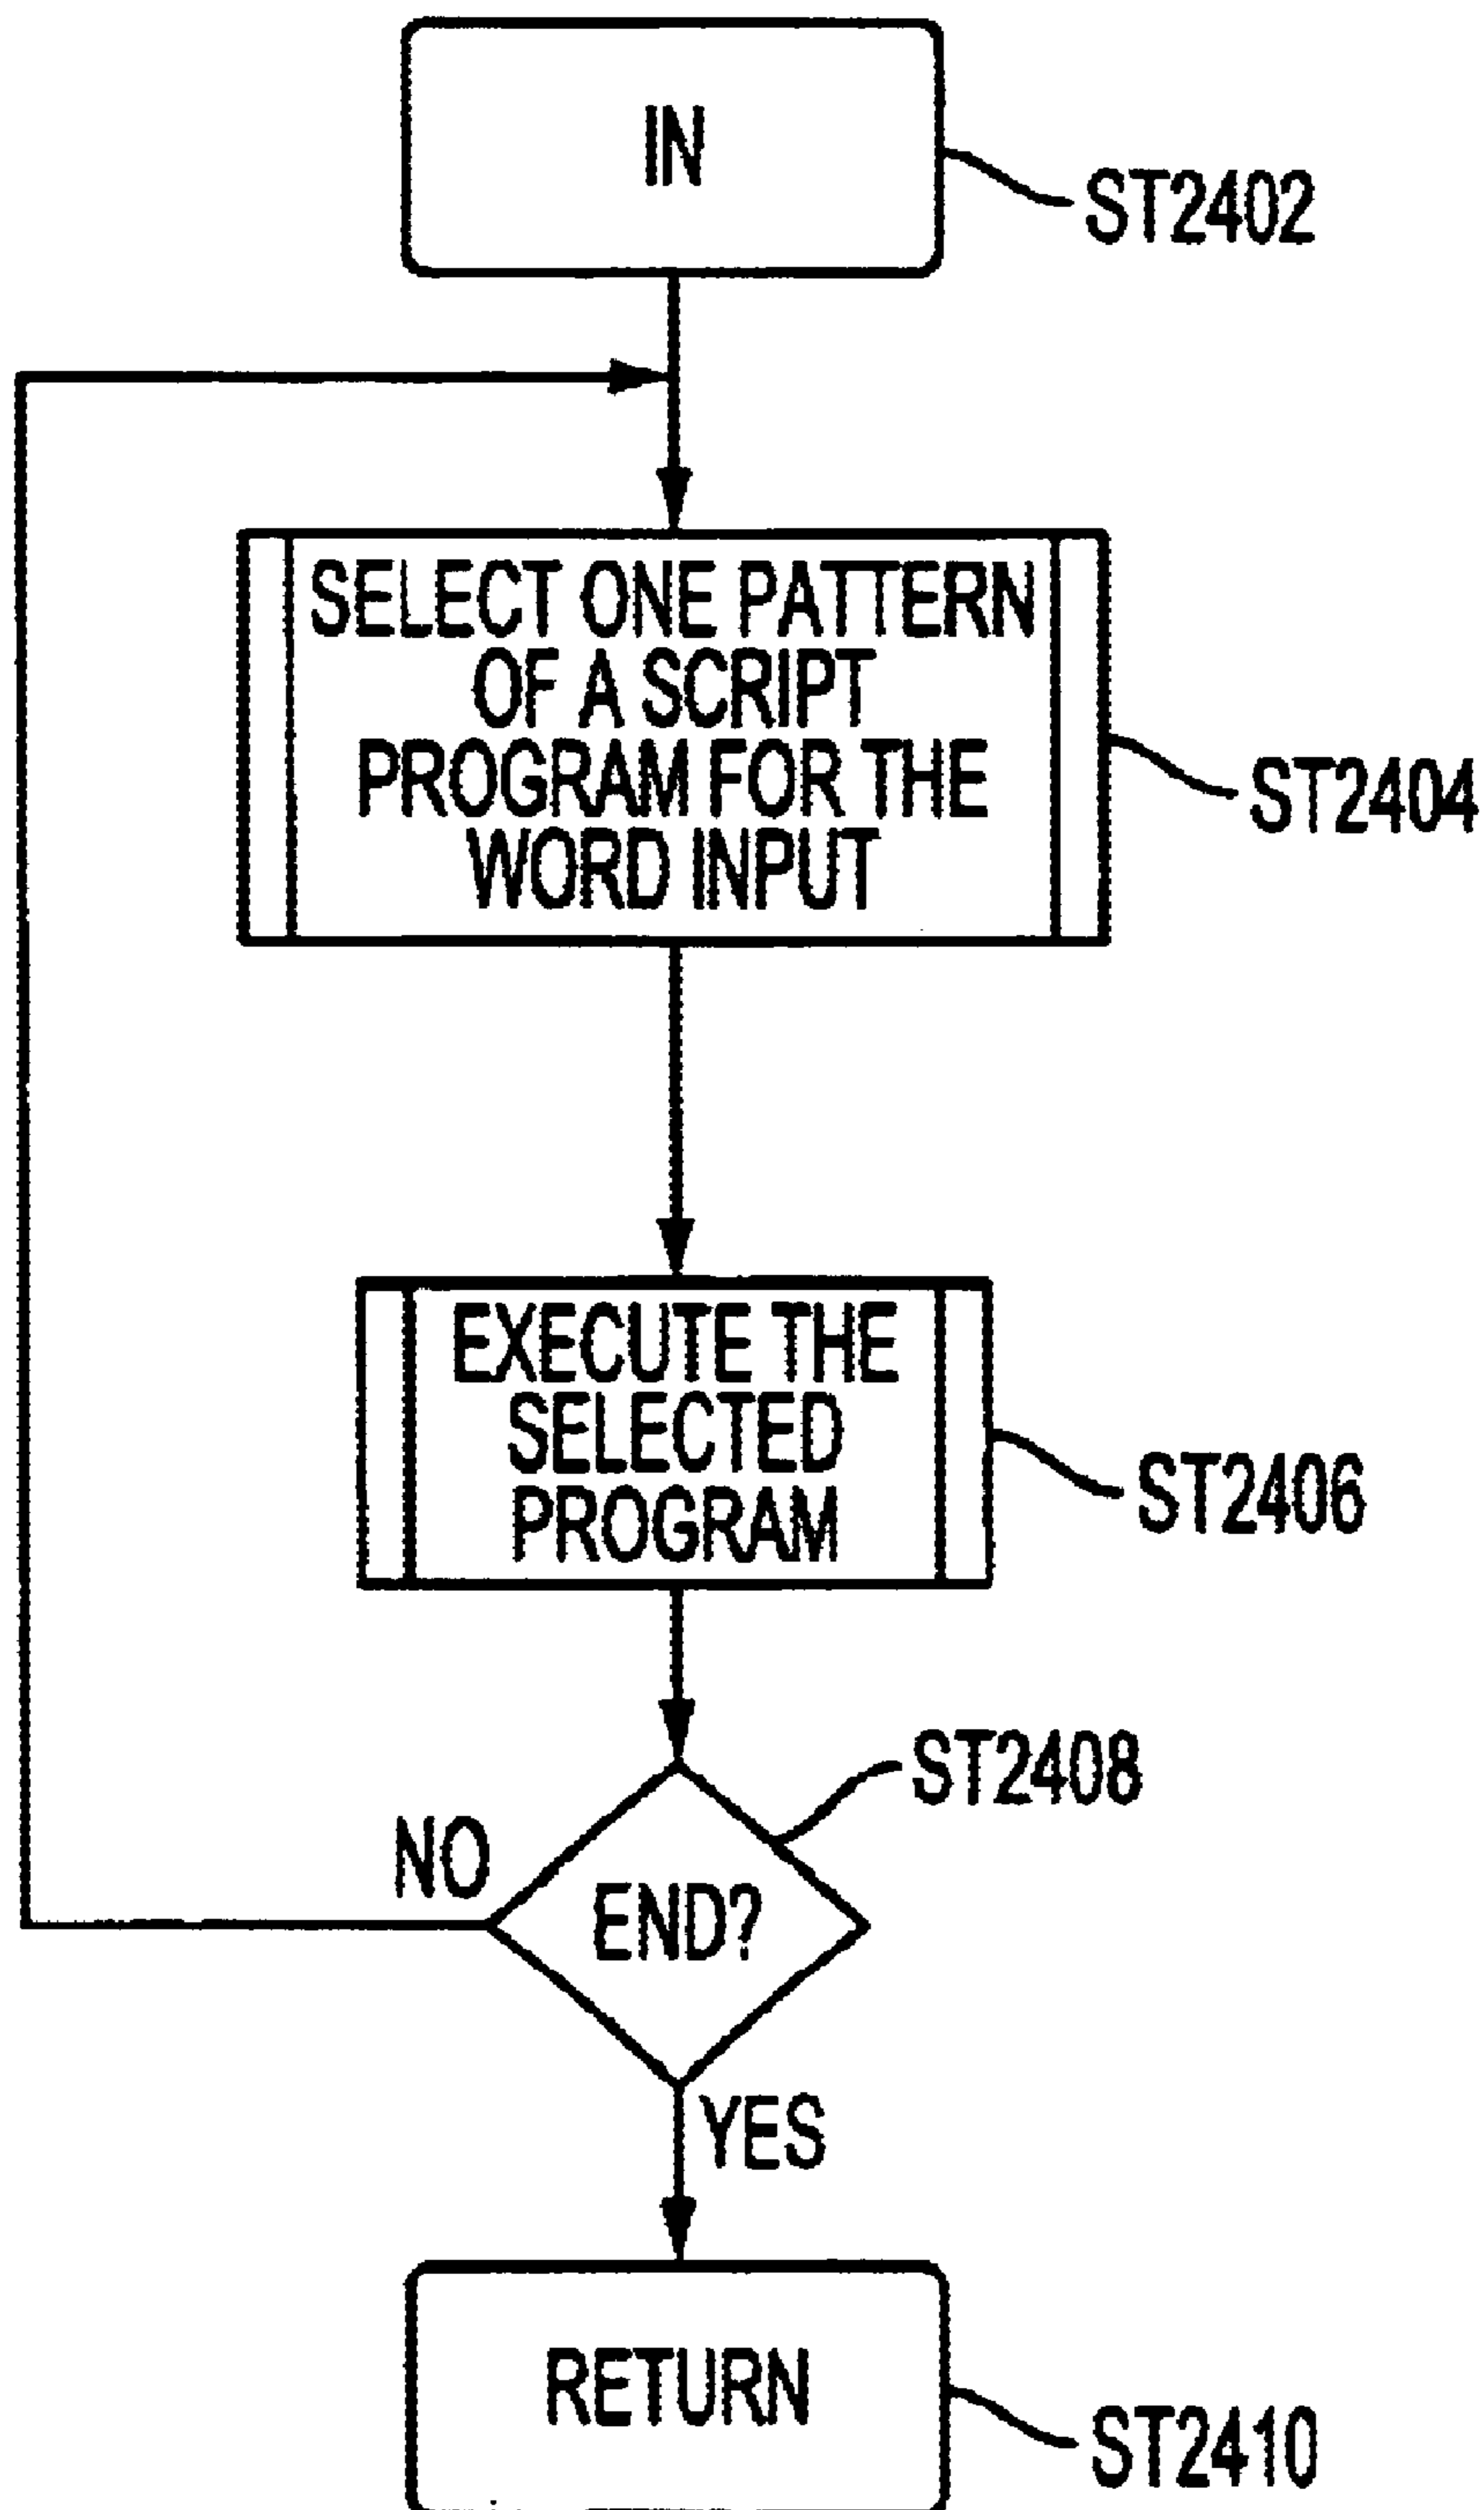 IN
ST2402
SELECT ONE PATTERN
OF A SCRIPT
PROGRAM FOR THE
WORD INPUT
ST2404
EXECUTE THE
SELECTED
PROGRAM
ST2406
ST2408
NO
END?
YES
RETURN
ST2410